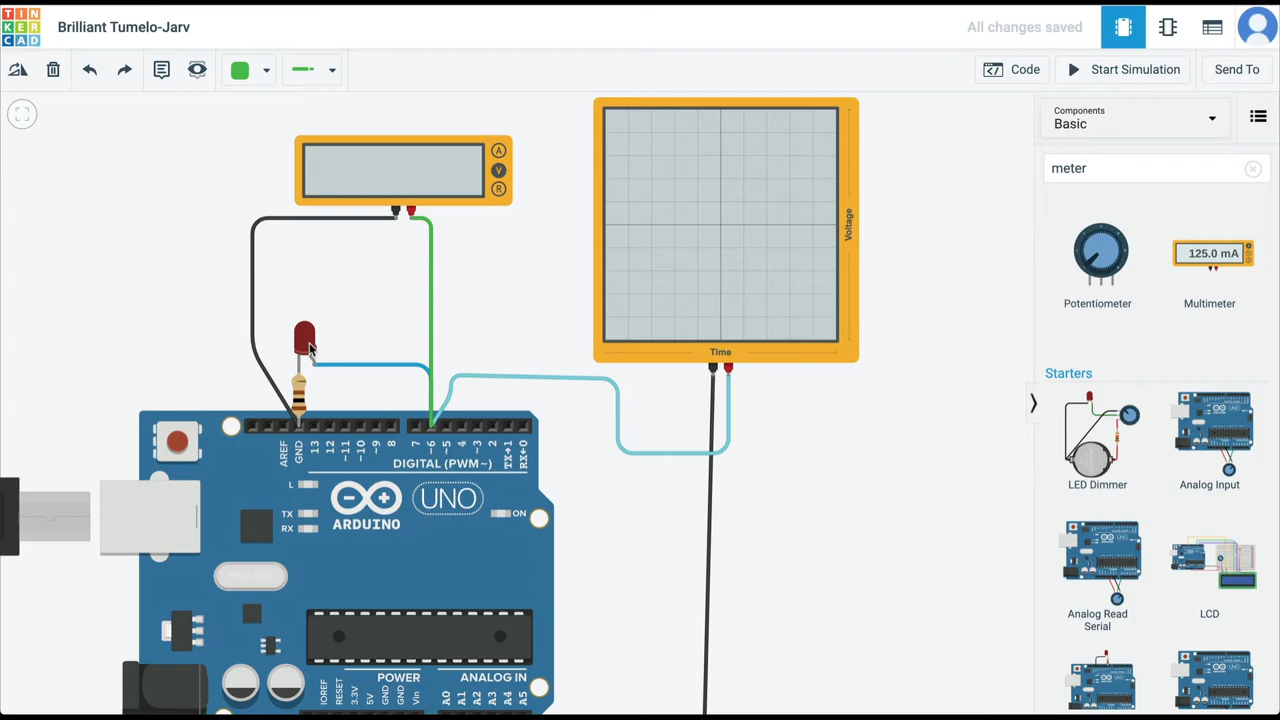 TIN
KER
CAD
Brilliant Tumelo-Jarv
All changes saved
Code
Start Simulation
Send To
Components
Basic
meter
Potentiometer
125.0 mA
Multimeter
Starters
LED Dimmer
Analog Input
Analog Read
Serial
LCD
A
V
R
Voltage
Time
AREF
GND
13
12
~11
~10
~9
8
7
~6
~5
4
~3
2
TX→1
RX←0
DIGITAL (PWM~)
L
TX
RX
ARDUINO
UNO
ON
POWER
ANALOG IN
IOREF
RESET
3.3V
5V
GND
GND
Vin
A0
A1
A2
A3
A4
A5